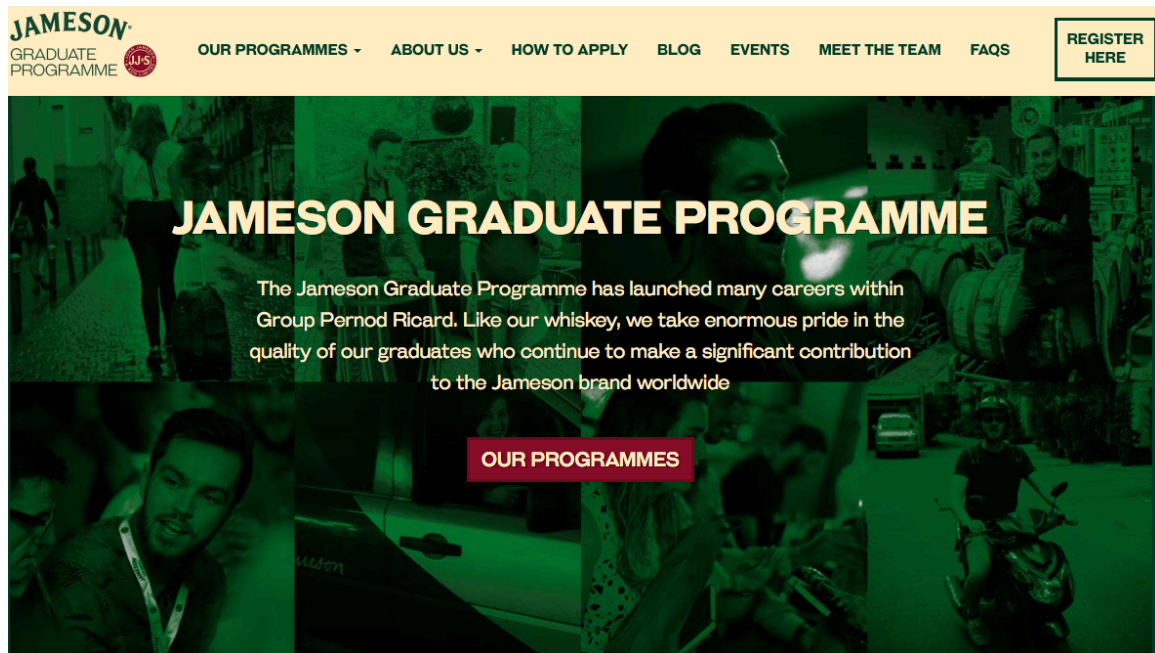 JAMESON
GRADUATE
PROGRAMME
JJ&S
OUR PROGRAMMES
ABOUT US
HOW TO APPLY
BLOG
EVENTS
MEET THE TEAM
FAQS
REGISTER
HERE
JAMESON GRADUATE PROGRAMME
The Jameson Graduate Programme has launched many careers within
Group Pernod Ricard. Like our whiskey, we take enormous pride in the
quality of our graduates who continue to make a significant contribution
to the Jameson brand worldwide
OUR PROGRAMMES